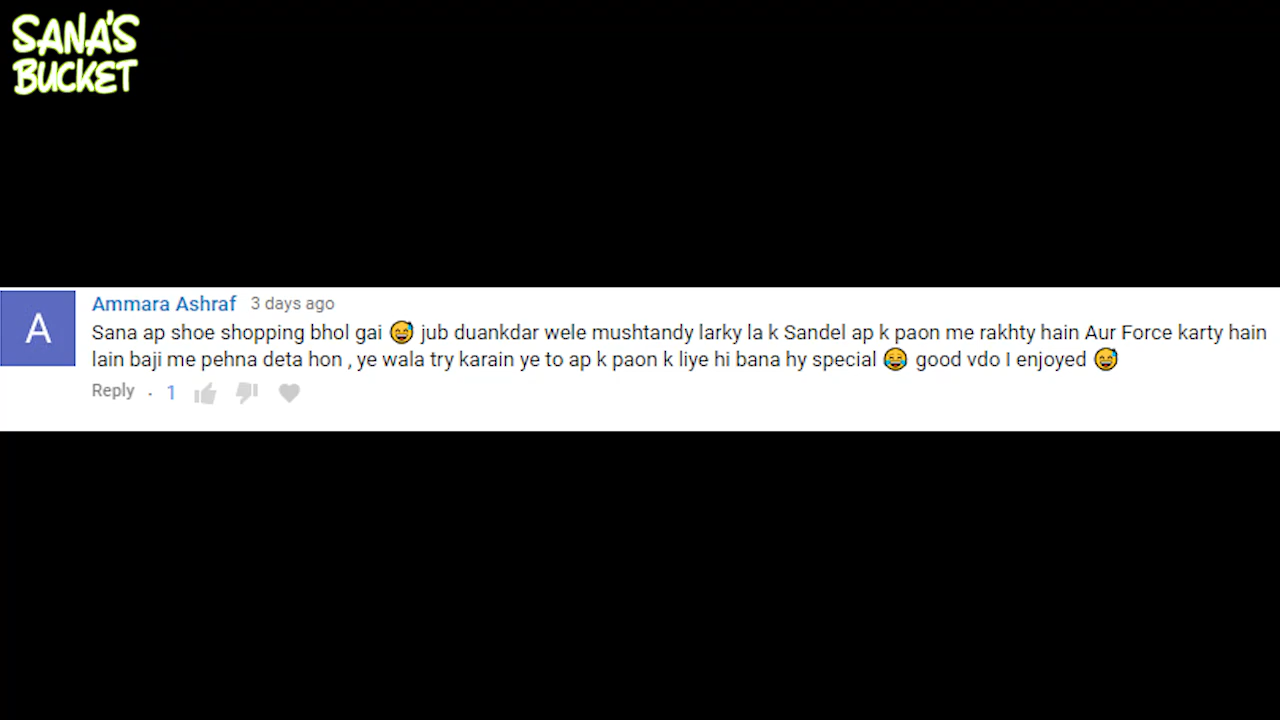 SANA'S
BUCKET
A
Ammara Ashraf 3 days ago
Sana ap shoe shopping bhol gai 😅 jub duankdar wele mushtandy larky la k Sandel ap k paon me rakhty hain Aur Force karty hain
lain baji me pehna deta hon , ye wala try karain ye to ap k paon k liye hi bana hy special 😂 good vdo I enjoyed 😅
Reply . 1